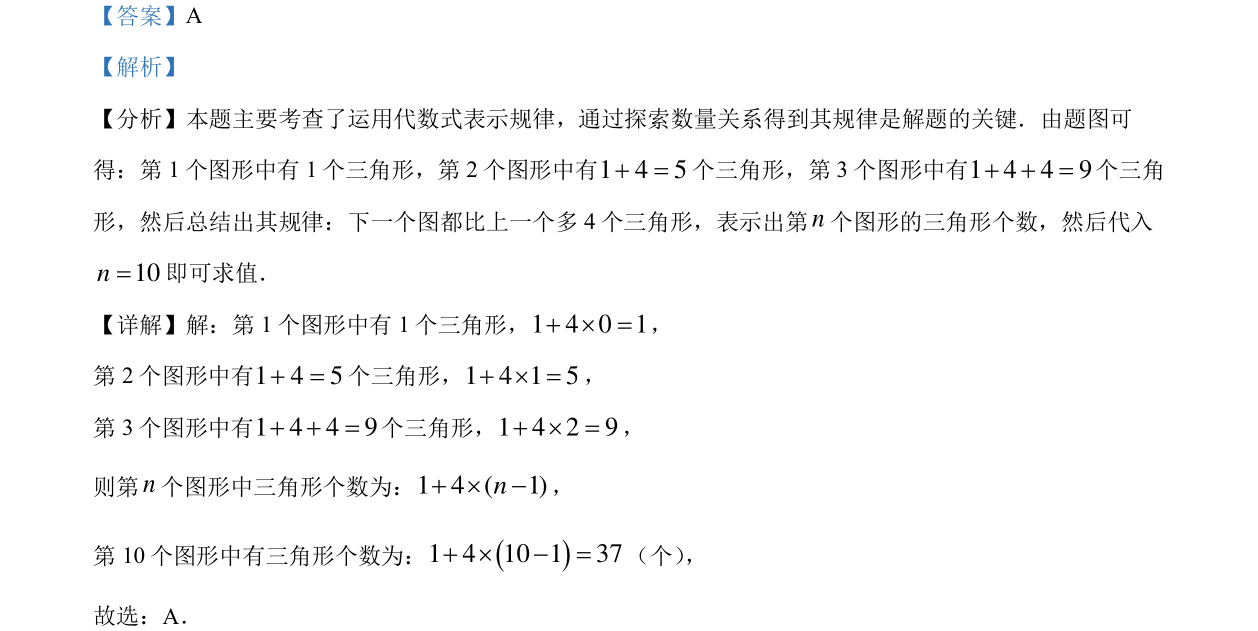 【答案】A
【解析】
【分析】本题主要考查了运用代数式表示规律，通过探索数量关系得到其规律是解题的关键．由题图可
得：第 1 个图形中有 1 个三角形，第 2 个图形中有1+4=5 个三角形，第 3 个图形中有1+4+4=9个三角
形，然后总结出其规律：下一个图都比上一个多 4 个三角形，表示出第n 个图形的三角形个数，然后代入
n=10 即可求值．
【详解】解：第 1 个图形中有 1 个三角形，1+4×0=1，
第 2 个图形中有1+4=5 个三角形，1+4×1=5，
第 3 个图形中有1+4+4=9个三角形，1+4×2=9，
则第n 个图形中三角形个数为：1+4×(n−1)，
第 10 个图形中有三角形个数为：1+4×(10−1)=37（个），
故选：A．